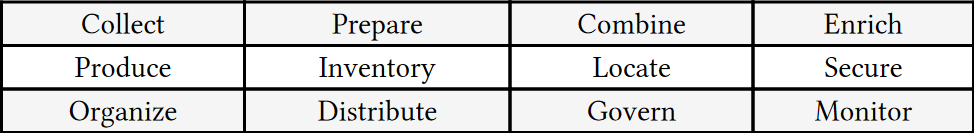 Collect Prepare Combine Enrich
Produce Inventory Locate Secure
Organize Distribute Govern Monitor